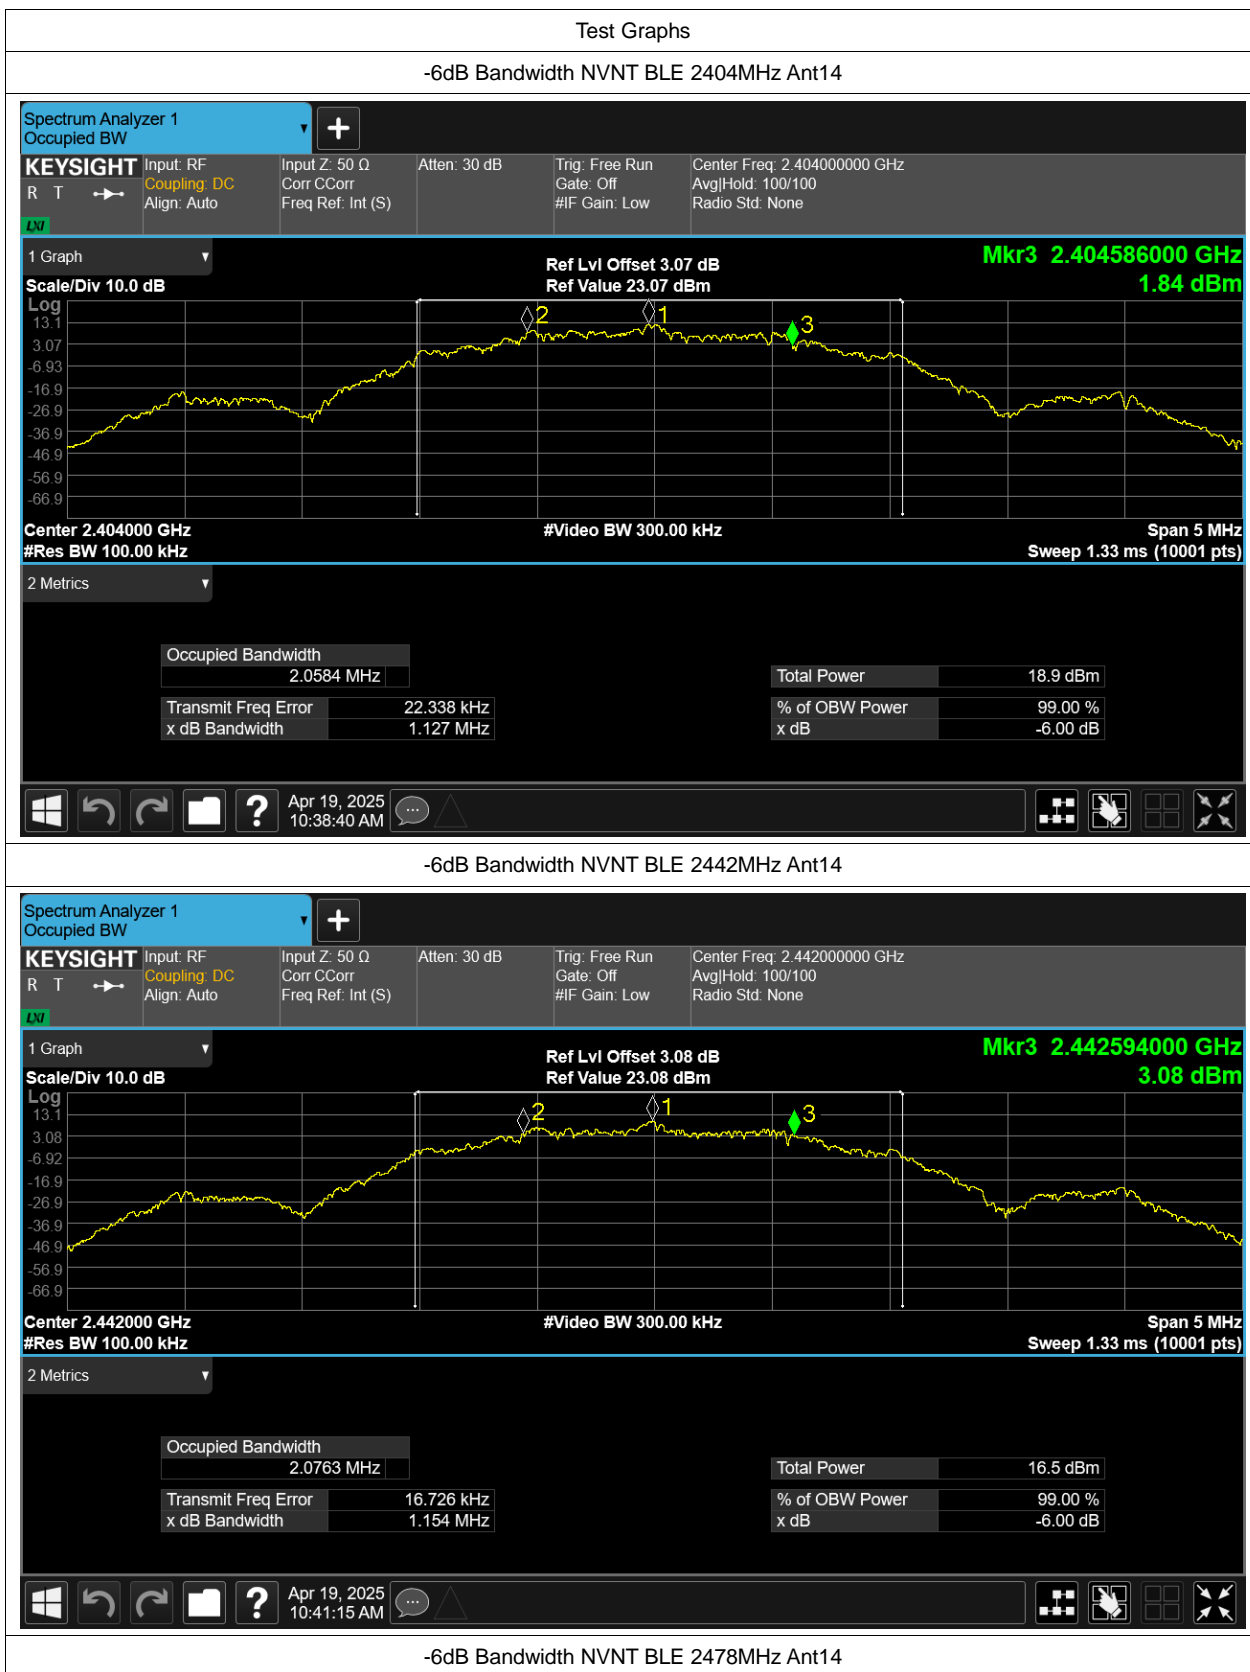 Test Graphs
-6dB Bandwidth NVNT BLE 2404MHz Ant14
Spectrum Analyzer 1
Occupied BW
KEYSIGHT
R T
LXI
Input: RF
Coupling: DC
Align: Auto
Input Z: 50 Ω
Corr CCorr
Freq Ref: Int (S)
Atten: 30 dB
Trig: Free Run
Gate: Off
#IF Gain: Low
Center Freq: 2.404000000 GHz
Avg|Hold: 100/100
Radio Std: None
1 Graph
Scale/Div 10.0 dB
Ref Lvl Offset 3.07 dB
Ref Value 23.07 dBm
Mkr3 2.404586000 GHz
1.84 dBm
Log
13.1
3.07
-6.93
-16.9
-26.9
-36.9
-46.9
-56.9
-66.9
2
1
3
Center 2.404000 GHz
#Video BW 300.00 kHz
Span 5 MHz
#Res BW 100.00 kHz
Sweep 1.33 ms (10001 pts)
2 Metrics
Occupied Bandwidth
2.0584 MHz
Transmit Freq Error 22.338 kHz
x dB Bandwidth 1.127 MHz
Total Power 18.9 dBm
% of OBW Power 99.00 %
x dB -6.00 dB
Apr 19, 2025
10:38:40 AM
-6dB Bandwidth NVNT BLE 2442MHz Ant14
Spectrum Analyzer 1
Occupied BW
KEYSIGHT
R T
LXI
Input: RF
Coupling: DC
Align: Auto
Input Z: 50 Ω
Corr CCorr
Freq Ref: Int (S)
Atten: 30 dB
Trig: Free Run
Gate: Off
#IF Gain: Low
Center Freq: 2.442000000 GHz
Avg|Hold: 100/100
Radio Std: None
1 Graph
Scale/Div 10.0 dB
Ref Lvl Offset 3.08 dB
Ref Value 23.08 dBm
Mkr3 2.442594000 GHz
3.08 dBm
Log
13.1
3.08
-6.92
-16.9
-26.9
-36.9
-46.9
-56.9
-66.9
2
1
3
Center 2.442000 GHz
#Video BW 300.00 kHz
Span 5 MHz
#Res BW 100.00 kHz
Sweep 1.33 ms (10001 pts)
2 Metrics
Occupied Bandwidth
2.0763 MHz
Transmit Freq Error 16.726 kHz
x dB Bandwidth 1.154 MHz
Total Power 16.5 dBm
% of OBW Power 99.00 %
x dB -6.00 dB
Apr 19, 2025
10:41:15 AM
-6dB Bandwidth NVNT BLE 2478MHz Ant14